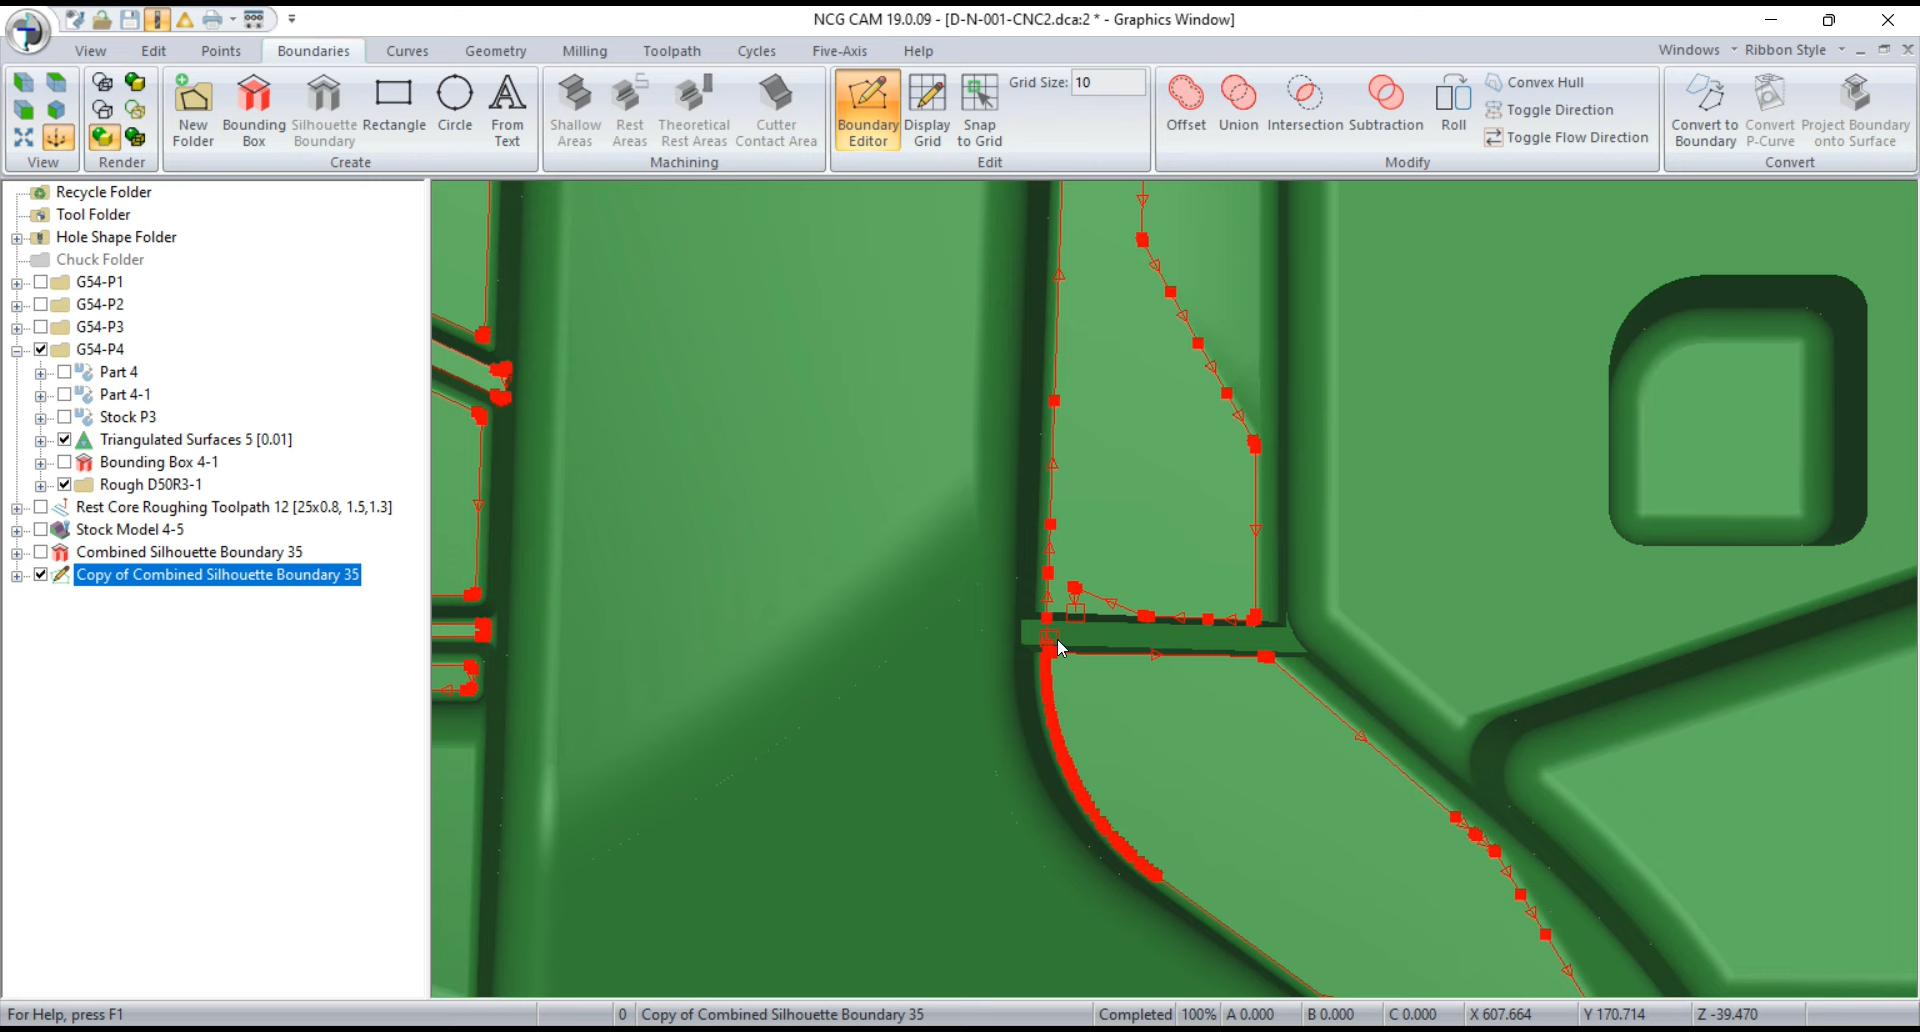 NCG CAM 19.0.09 - [D-N-001-CNC2.dca:2 * - Graphics Window]
View Edit Points Boundaries Curves Geometry Milling Toolpath Cycles Five-Axis Help Windows Ribbon Style
View
Render
New Folder
Bounding Box
Silhouette Boundary
Rectangle
Circle
From Text
Create
Shallow Areas
Rest Areas
Theoretical Rest Areas
Cutter Contact Area
Machining
Boundary Editor
Display Grid
Snap to Grid
Grid Size: 10
Edit
Offset
Union
Intersection
Subtraction
Roll
Convex Hull
Toggle Direction
Toggle Flow Direction
Modify
Convert to Boundary
Convert P-Curve
Project Boundary onto Surface
Convert
Recycle Folder
Tool Folder
Hole Shape Folder
Chuck Folder
G54-P1
G54-P2
G54-P3
G54-P4
Part 4
Part 4-1
Stock P3
Triangulated Surfaces 5 [0.01]
Bounding Box 4-1
Rough D50R3-1
Rest Core Roughing Toolpath 12 [25x0.8, 1.5,1.3]
Stock Model 4-5
Combined Silhouette Boundary 35
Copy of Combined Silhouette Boundary 35
For Help, press F1 0 Copy of Combined Silhouette Boundary 35 Completed 100% A 0.000 B 0.000 C 0.000 X 607.664 Y 170.714 Z -39.470